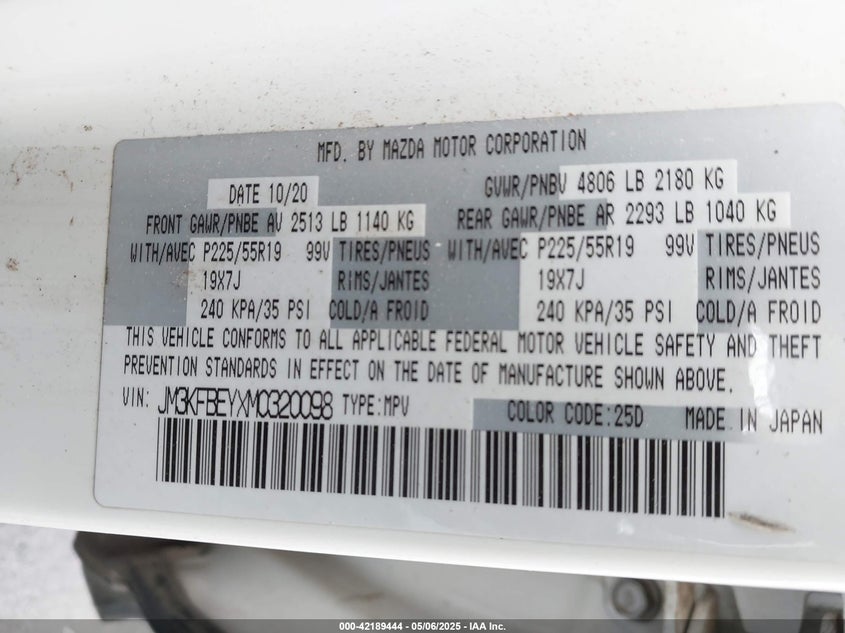 MFD. BY MAZDA MOTOR CORPORATION
DATE 10/20 GVWR/PNBV 4806 LB 2180 KG
FRONT GAWR/PNBE AV 2513 LB 1140 KG REAR GAWR/PNBE AR 2293 LB 1040 KG
WITH/AVEC P225/55R19 99V TIRES/PNEUS WITH/AVEC P225/55R19 99V TIRES/PNEUS
19X7J RIMS/JANTES 19X7J RIMS/JANTES
240 KPA/35 PSI COLD/A FROID 240 KPA/35 PSI COLD/A FROID
THIS VEHICLE CONFORMS TO ALL APPLICABLE FEDERAL MOTOR VEHICLE SAFETY AND THEFT
PREVENTION STANDARDS IN EFFECT ON THE DATE OF MANUFACTURE SHOWN ABOVE.
VIN: JM3KFBEYXM0320098 TYPE:MPV COLOR CODE:25D MADE IN JAPAN
000-42189444 - 05/06/2025 - IAA Inc.